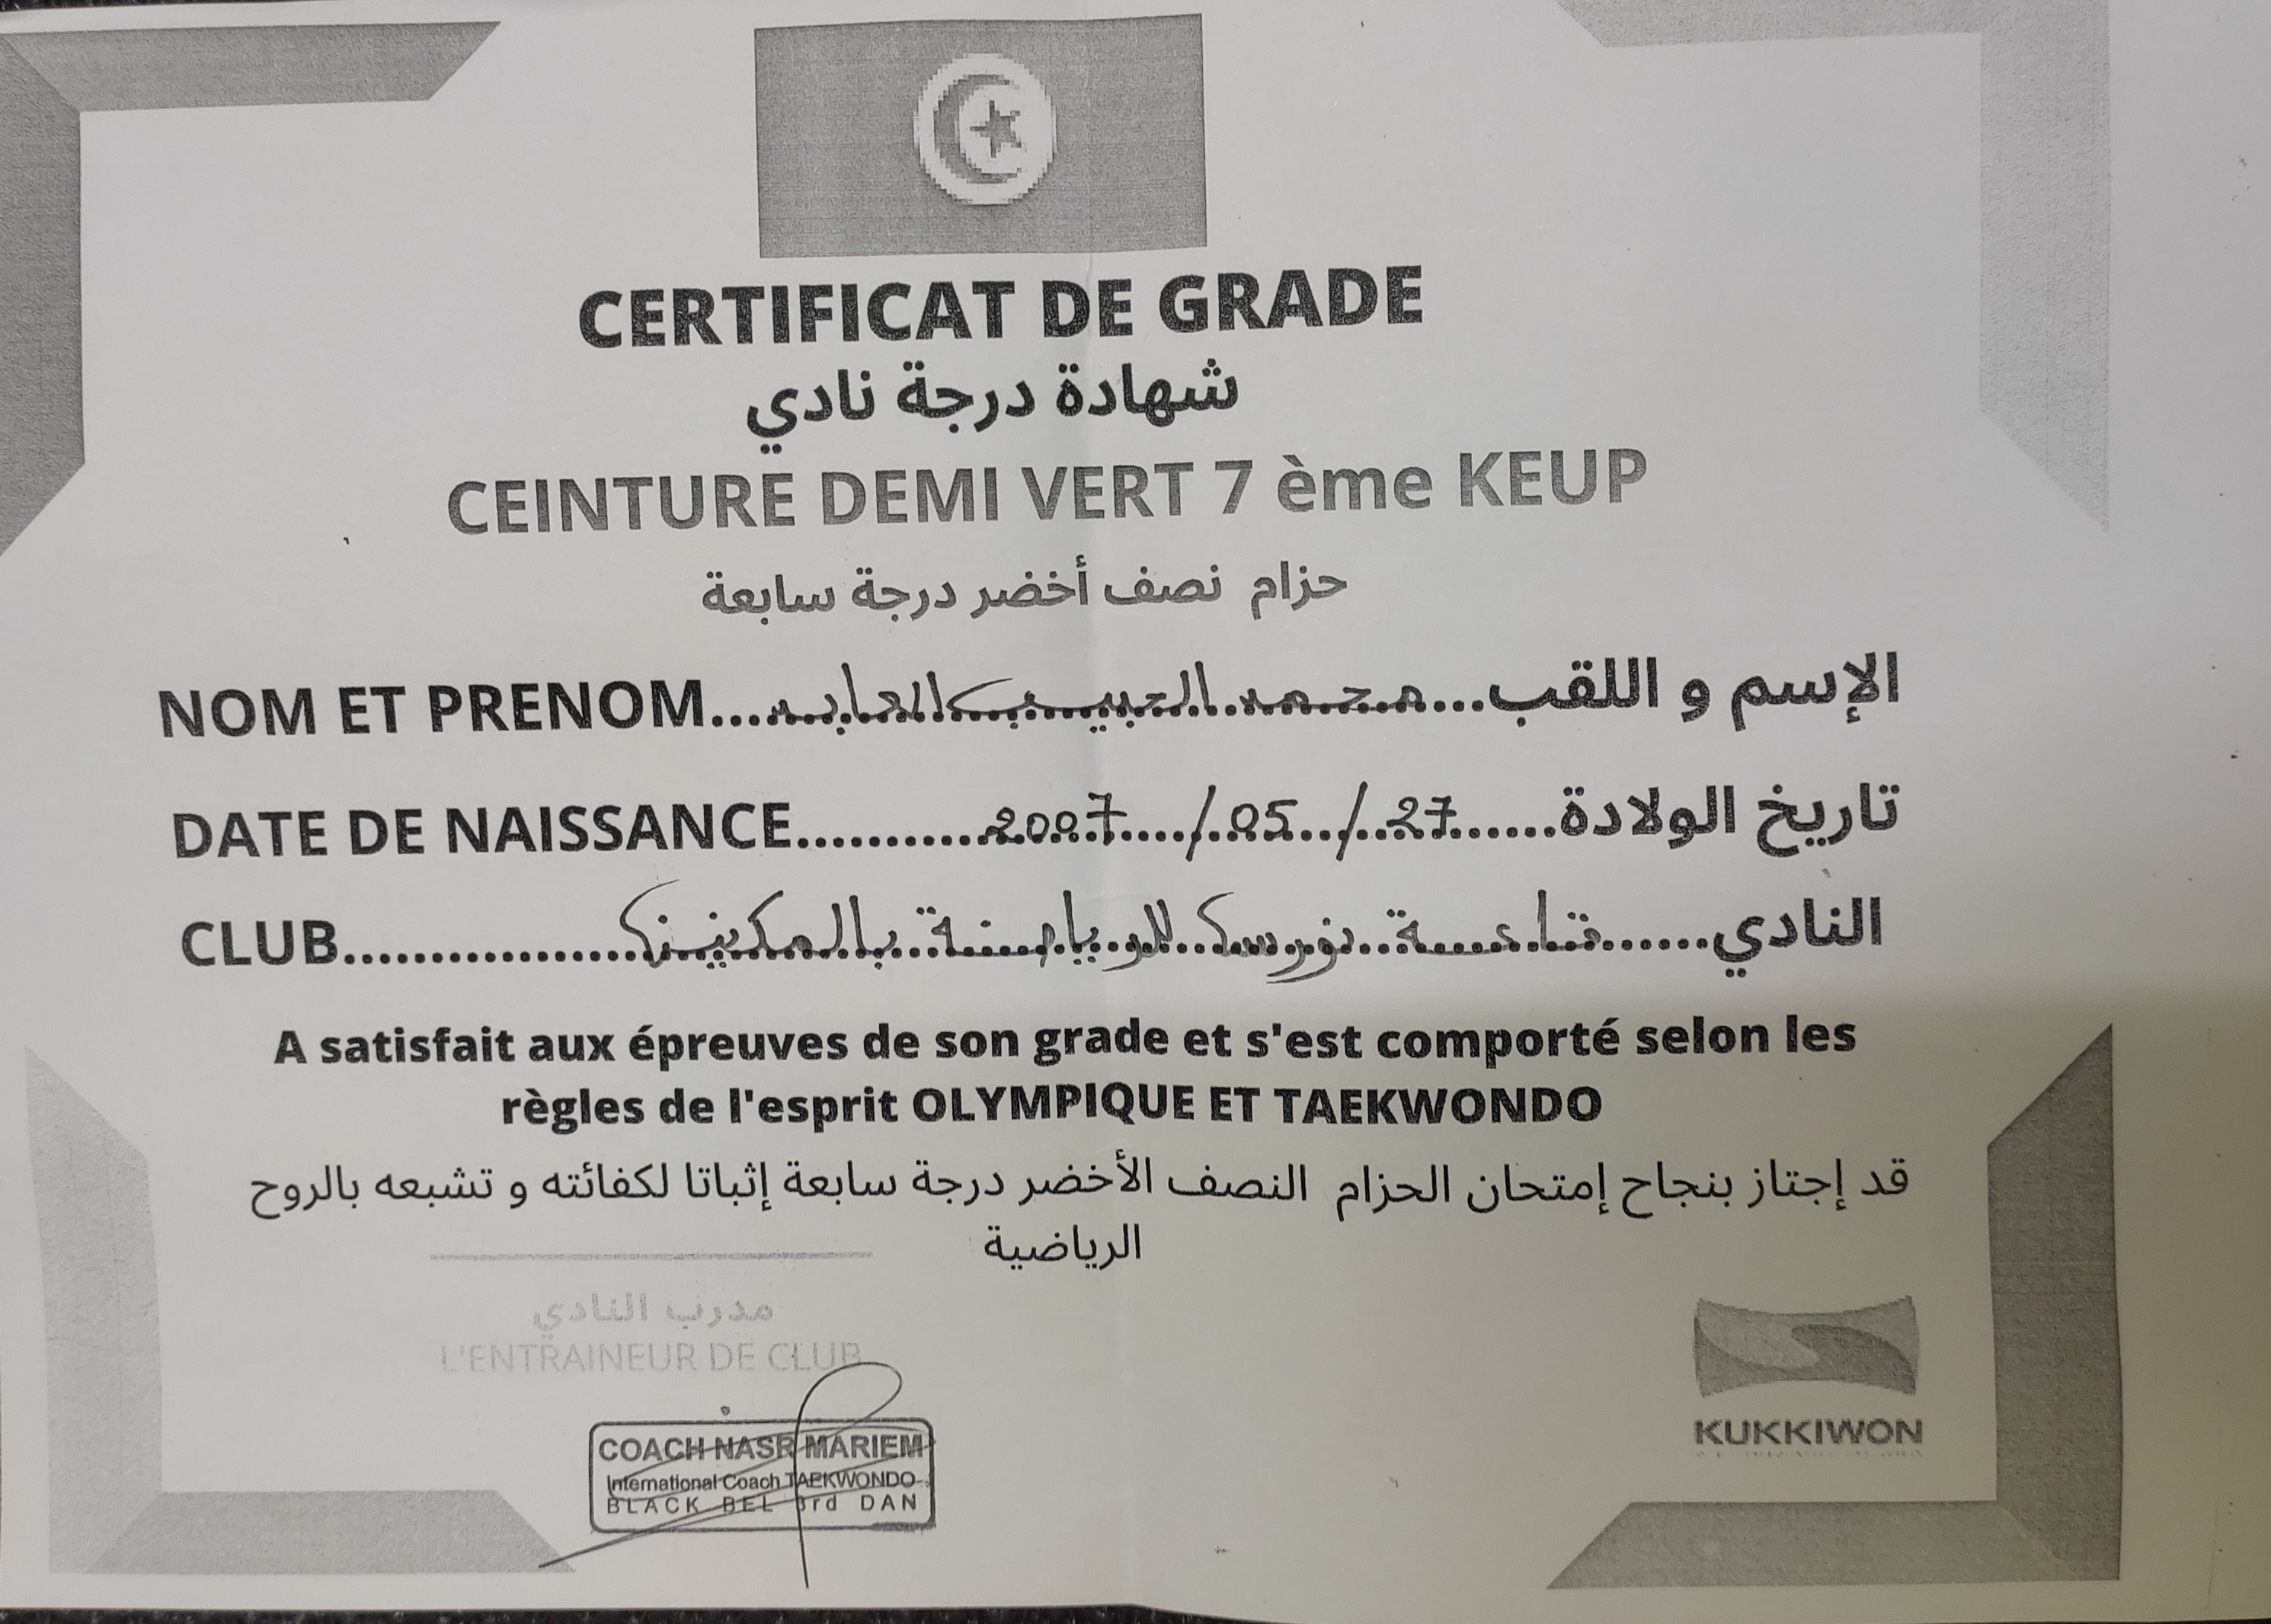 CERTIFICAT DE GRADE
شهادة درجة نادي
CEINTURE DEMI VERT 7 ème KEUP
حزام نصف أخضر درجة سابعة
NOM ET PRENOM....محمد الحبيب العابد...الإسم و اللقب
DATE DE NAISSANCE...........2007..../.05../..27......تاريخ الولادة
CLUB.................قاعة نورس للرياضة بالمكنين......النادي
A satisfait aux épreuves de son grade et s'est comporté selon les
règles de l'esprit OLYMPIQUE ET TAEKWONDO
قد إجتاز بنجاح إمتحان الحزام النصف الأخضر درجة سابعة إثباتا لكفائته و تشبعه بالروح
الرياضية
مدرب النادي
L'ENTRAINEUR DE CLUB
COACH NASR MARIEM
International Coach TAEKWONDO
BLACK BEL 3rd DAN
KUKKIWON